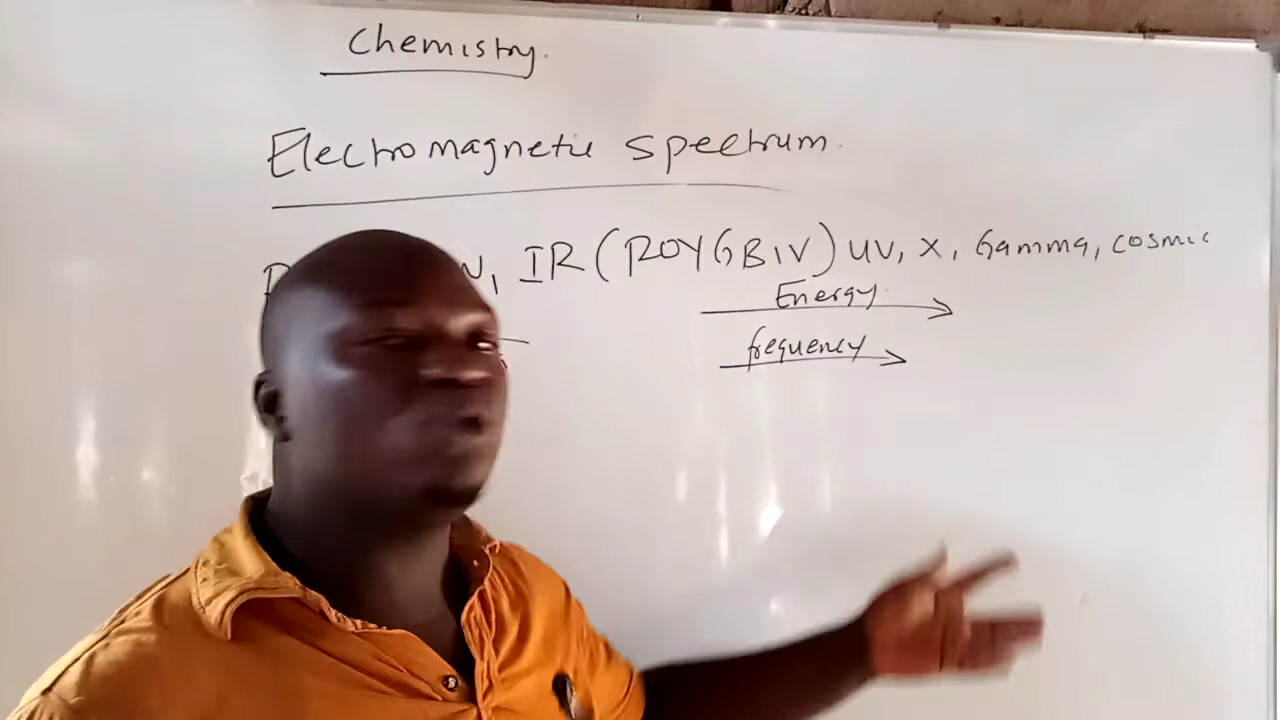 Chemistry.
Electromagnetic spectrum.
IR (ROYGBIV) UV, X, Gamma, cosmic
Energy
frequency